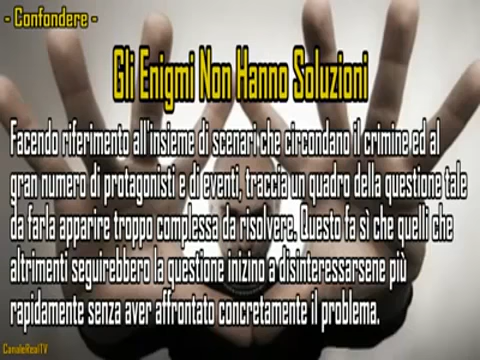 - Confondere -
Gli Enigmi Non Hanno Soluzioni
Facendo riferimento all'insieme di scenari che circondano il crimine ed al
gran numero di protagonisti e di eventi, traccia un quadro della questione tale
da farla apparire troppo complessa da risolvere. Questo fa sì che quelli che
altrimenti seguirebbero la questione inizino a disinteressarsene più
rapidamente senza aver affrontato concretamente il problema.
CanaleRealTV